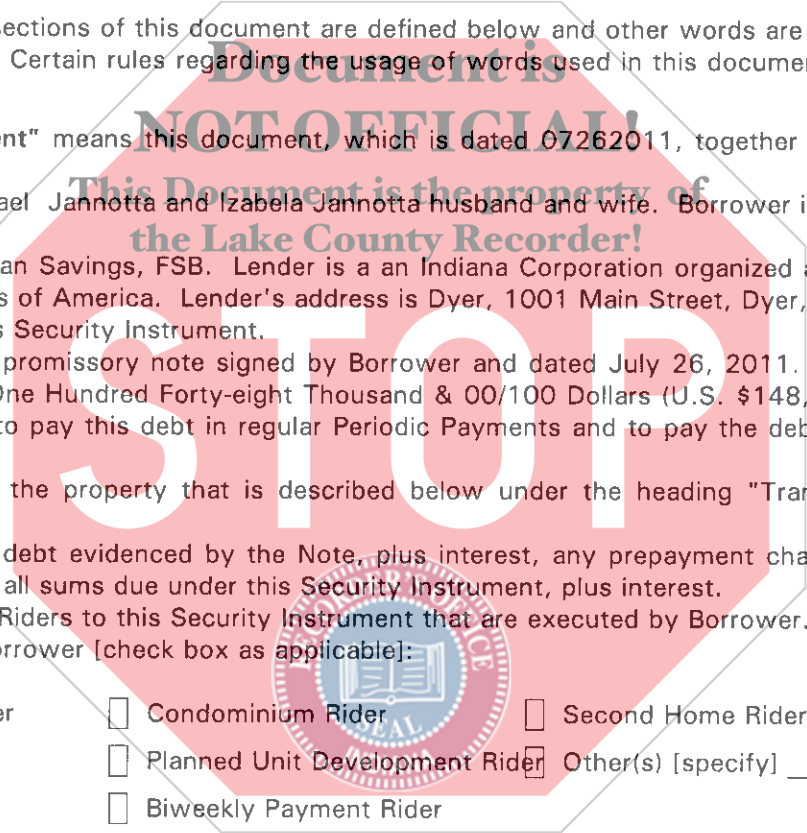 ections of this document are defined below and other words are
Certain rules regarding the usage of words used in this documen
Document is
NOT OFFICIAL!
This Document is the property of
the Lake County Recorder!
ent" means this document, which is dated 07262011, together
ael Jannotta and Izabela Jannotta husband and wife. Borrower i
an Savings, FSB. Lender is a an Indiana Corporation organized a
s of America. Lender's address is Dyer, 1001 Main Street, Dyer,
s Security Instrument.
promissory note signed by Borrower and dated July 26, 2011.
One Hundred Forty-eight Thousand & 00/100 Dollars (U.S. $148,
to pay this debt in regular Periodic Payments and to pay the deb
STOP
the property that is described below under the heading "Tran
debt evidenced by the Note, plus interest, any prepayment cha
all sums due under this Security Instrument, plus interest.
Riders to this Security Instrument that are executed by Borrower.
orrower [check box as applicable]:
er Condominium Rider Second Home Rider
Planned Unit Development Rider Other(s) [specify]
Biweekly Payment Rider
RECORDER'S OFFICE
SEAL
INDIANA